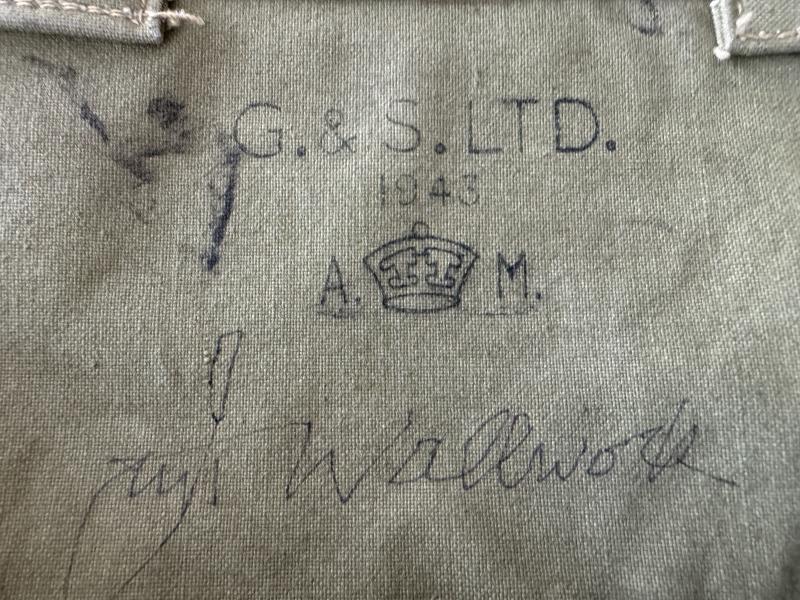 G. & S. LTD.
1943
A. M.
Wallwork